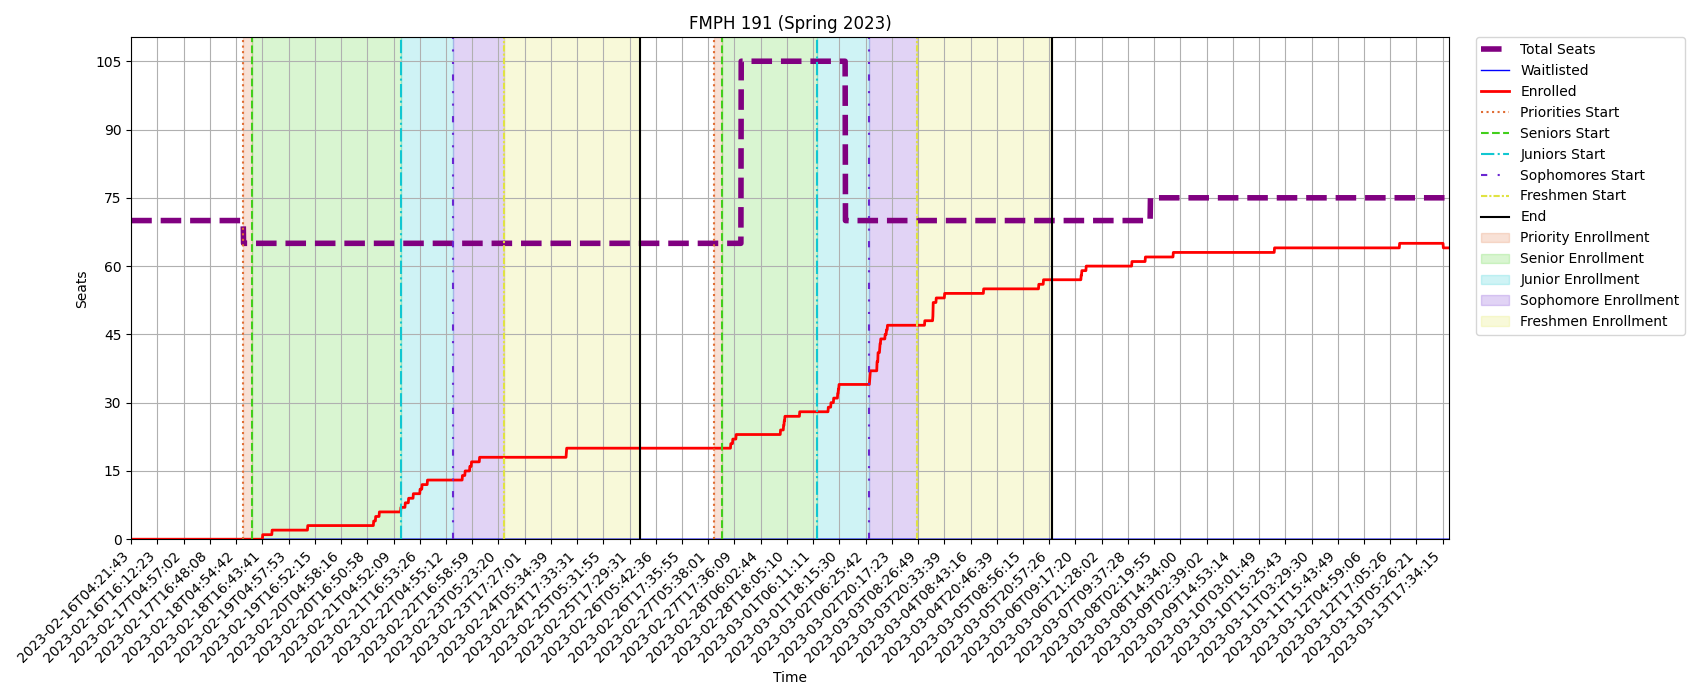 FMPH 191 (Spring 2023)
105
90
75
60
45
30
15
0
Seats
2023-02-16T04:21:43
2023-02-16T16:12:23
2023-02-17T04:57:02
2023-02-17T16:48:08
2023-02-18T04:54:42
2023-02-18T16:43:41
2023-02-19T04:57:53
2023-02-19T16:52:15
2023-02-20T04:58:16
2023-02-20T16:50:58
2023-02-21T04:52:09
2023-02-21T16:53:26
2023-02-22T04:55:12
2023-02-22T16:58:59
2023-02-23T05:23:20
2023-02-23T17:27:01
2023-02-24T05:34:39
2023-02-24T17:33:31
2023-02-25T05:31:55
2023-02-25T17:29:31
2023-02-26T05:42:36
2023-02-26T17:35:55
2023-02-27T05:38:01
2023-02-27T17:36:09
2023-02-28T06:02:44
2023-02-28T18:05:10
2023-03-01T06:11:11
2023-03-01T18:15:30
2023-03-02T06:25:42
2023-03-02T20:17:23
2023-03-03T08:26:49
2023-03-03T20:33:39
2023-03-04T08:43:16
2023-03-04T20:46:39
2023-03-05T08:56:15
2023-03-05T20:57:26
2023-03-06T09:17:20
2023-03-06T21:28:02
2023-03-07T09:37:28
2023-03-08T02:19:55
2023-03-08T14:34:00
2023-03-09T02:39:02
2023-03-09T14:53:14
2023-03-10T03:01:49
2023-03-10T15:25:43
2023-03-11T03:29:30
2023-03-11T15:43:49
2023-03-12T04:59:06
2023-03-12T17:05:26
2023-03-13T05:26:21
2023-03-13T17:34:15
Time
Total Seats
Waitlisted
Enrolled
Priorities Start
Seniors Start
Juniors Start
Sophomores Start
Freshmen Start
End
Priority Enrollment
Senior Enrollment
Junior Enrollment
Sophomore Enrollment
Freshmen Enrollment